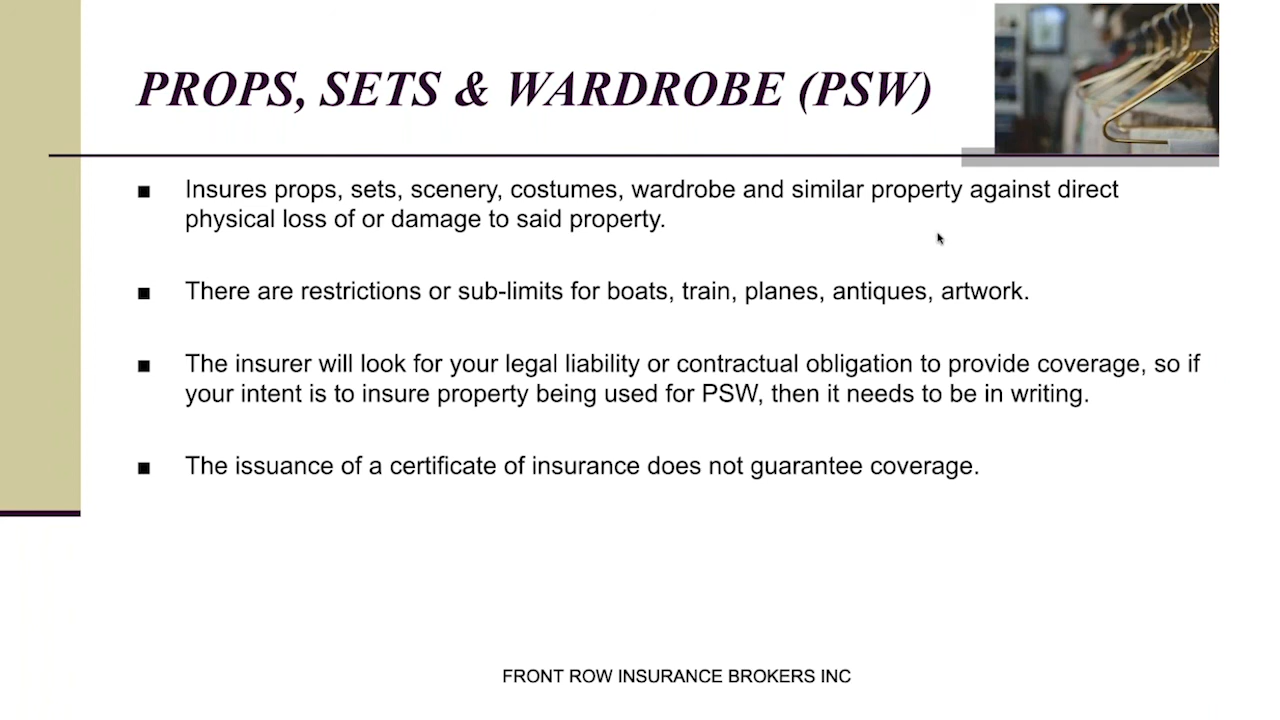 PROPS, SETS & WARDROBE (PSW)
■ Insures props, sets, scenery, costumes, wardrobe and similar property against direct
physical loss of or damage to said property.
■ There are restrictions or sub-limits for boats, train, planes, antiques, artwork.
■ The insurer will look for your legal liability or contractual obligation to provide coverage, so if
your intent is to insure property being used for PSW, then it needs to be in writing.
■ The issuance of a certificate of insurance does not guarantee coverage.
FRONT ROW INSURANCE BROKERS INC